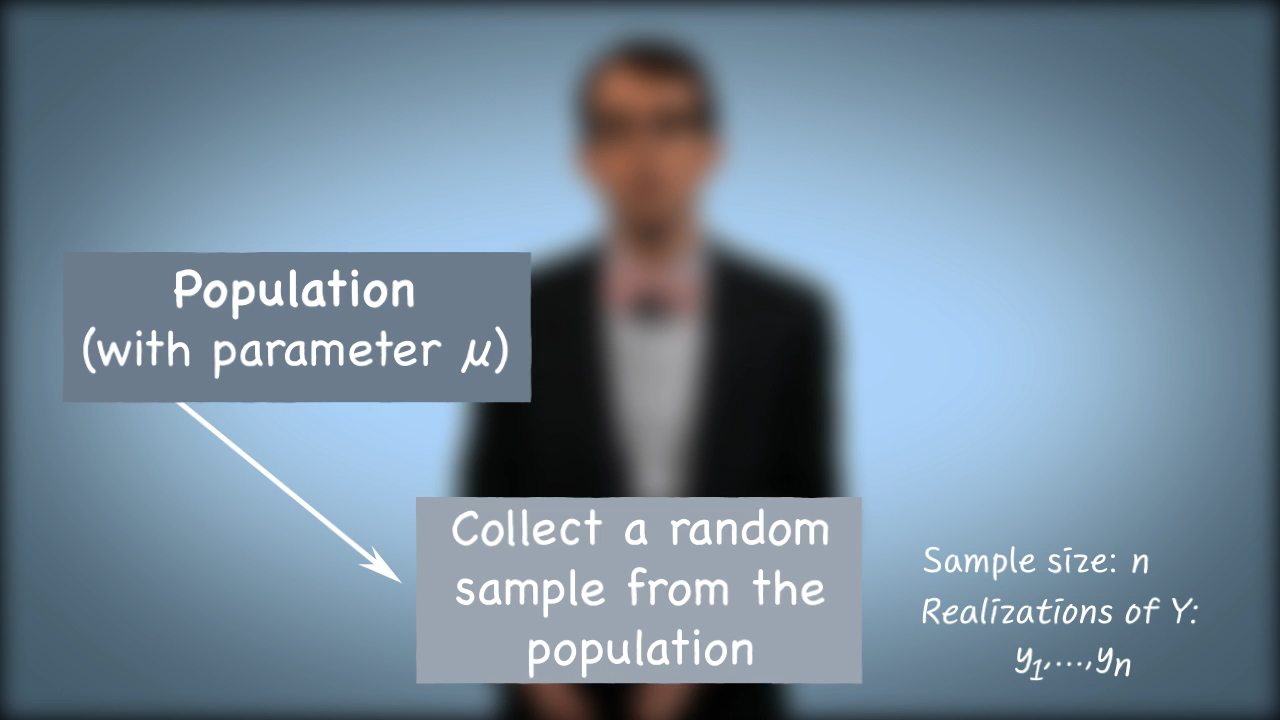 Population
(with parameter μ)
Collect a random
sample from the
population
Sample size: n
Realizations of Y:
y₁,...,yₙ